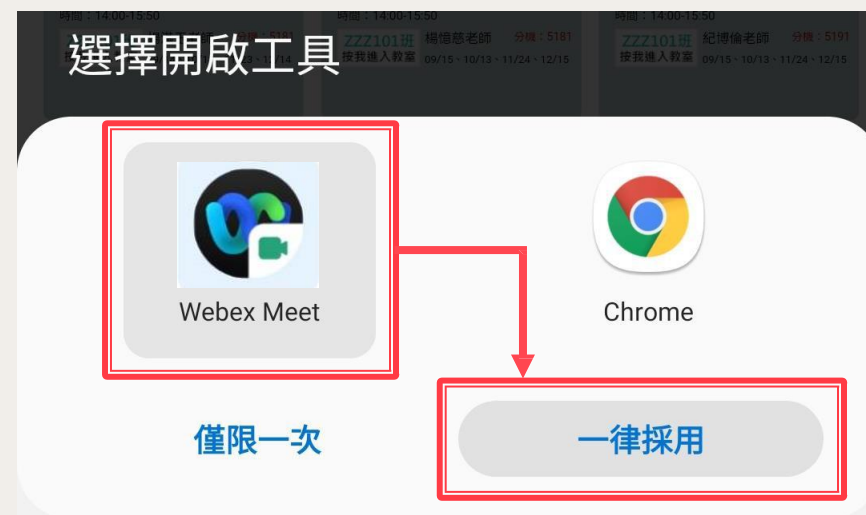 時間：14:00-15:50
時間：14:00-15:50
時間：14:00-15:50
分機：5181
ZZZ101班 楊惜慈老師 分機：5181
ZZZ101班 紀博倫老師 分機：5191
選擇開啟工具
按我進入教室 09/15、10/13、11/24、12/15
按我進入教室 09/15、10/13、11/24、12/15
Webex Meet
Chrome
僅限一次
一律採用